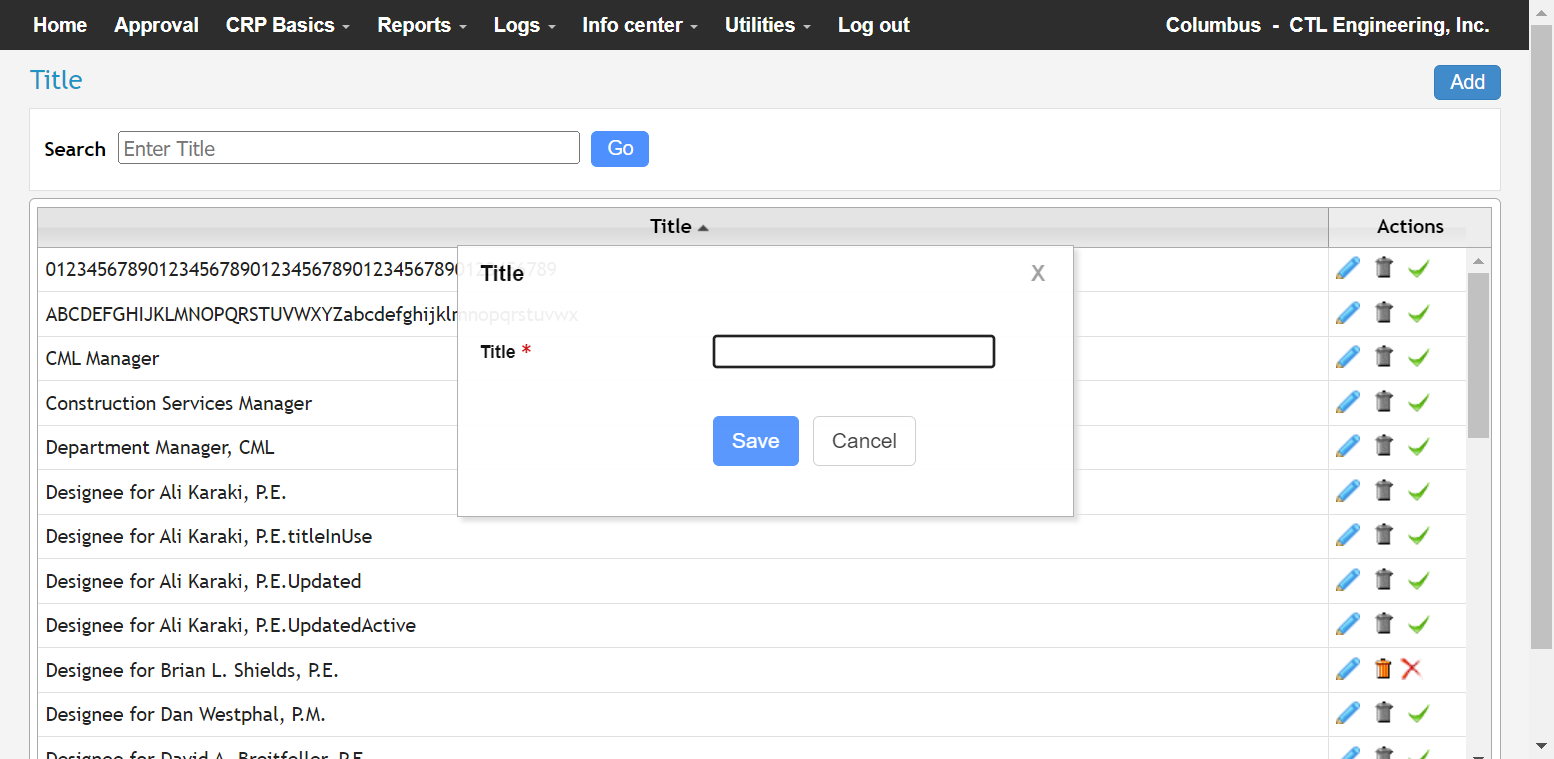 Home Approval CRP Basics Reports Logs Info center Utilities Log out Columbus - CTL Engineering, Inc.
Title
Add
Search Enter Title Go
Title Actions
01234567890123456789012345678901234567890123456789
ABCDEFGHIJKLMNOPQRSTUVWXYZabcdefghijklmnopqrstuvwx
CML Manager
Construction Services Manager
Department Manager, CML
Designee for Ali Karaki, P.E.
Designee for Ali Karaki, P.E.titleInUse
Designee for Ali Karaki, P.E.Updated
Designee for Ali Karaki, P.E.UpdatedActive
Designee for Brian L. Shields, P.E.
Designee for Dan Westphal, P.M.
Designee for David A. Breitfeller, P.E.
Title X
Title *
Save Cancel